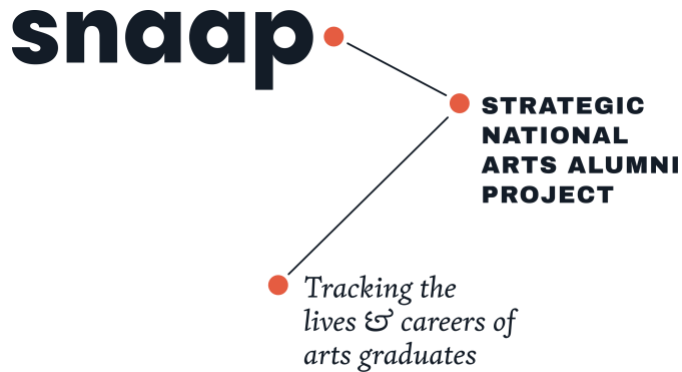 snaap
STRATEGIC
NATIONAL
ARTS ALUMNI
PROJECT
Tracking the
lives & careers of
arts graduates